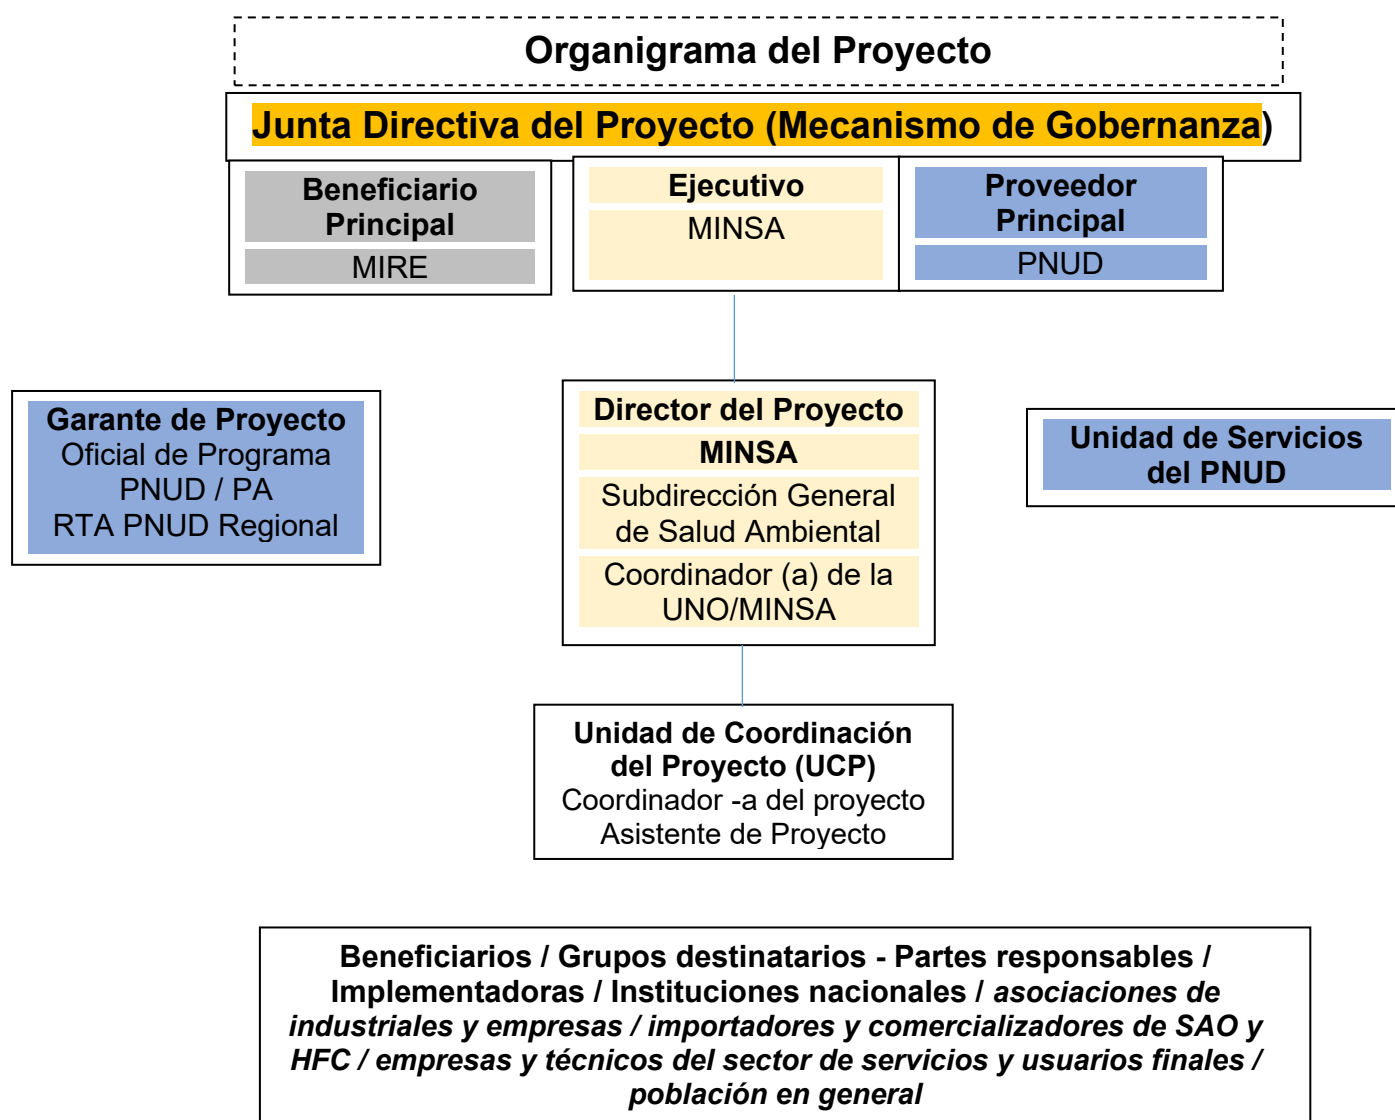 Organigrama del Proyecto
Junta Directiva del Proyecto (Mecanismo de Gobernanza)
Beneficiario
Principal
MIRE
Ejecutivo
MINSA
Proveedor
Principal
PNUD
Garante de Proyecto
Oficial de Programa
PNUD / PA
RTA PNUD Regional
Director del Proyecto
MINSA
Subdirección General
de Salud Ambiental
Coordinador (a) de la
UNO/MINSA
Unidad de Servicios
del PNUD
Unidad de Coordinación
del Proyecto (UCP)
Coordinador -a del proyecto
Asistente de Proyecto
Beneficiarios / Grupos destinatarios - Partes responsables /
Implementadoras / Instituciones nacionales / asociaciones de
industriales y empresas / importadores y comercializadores de SAO y
HFC / empresas y técnicos del sector de servicios y usuarios finales /
población en general